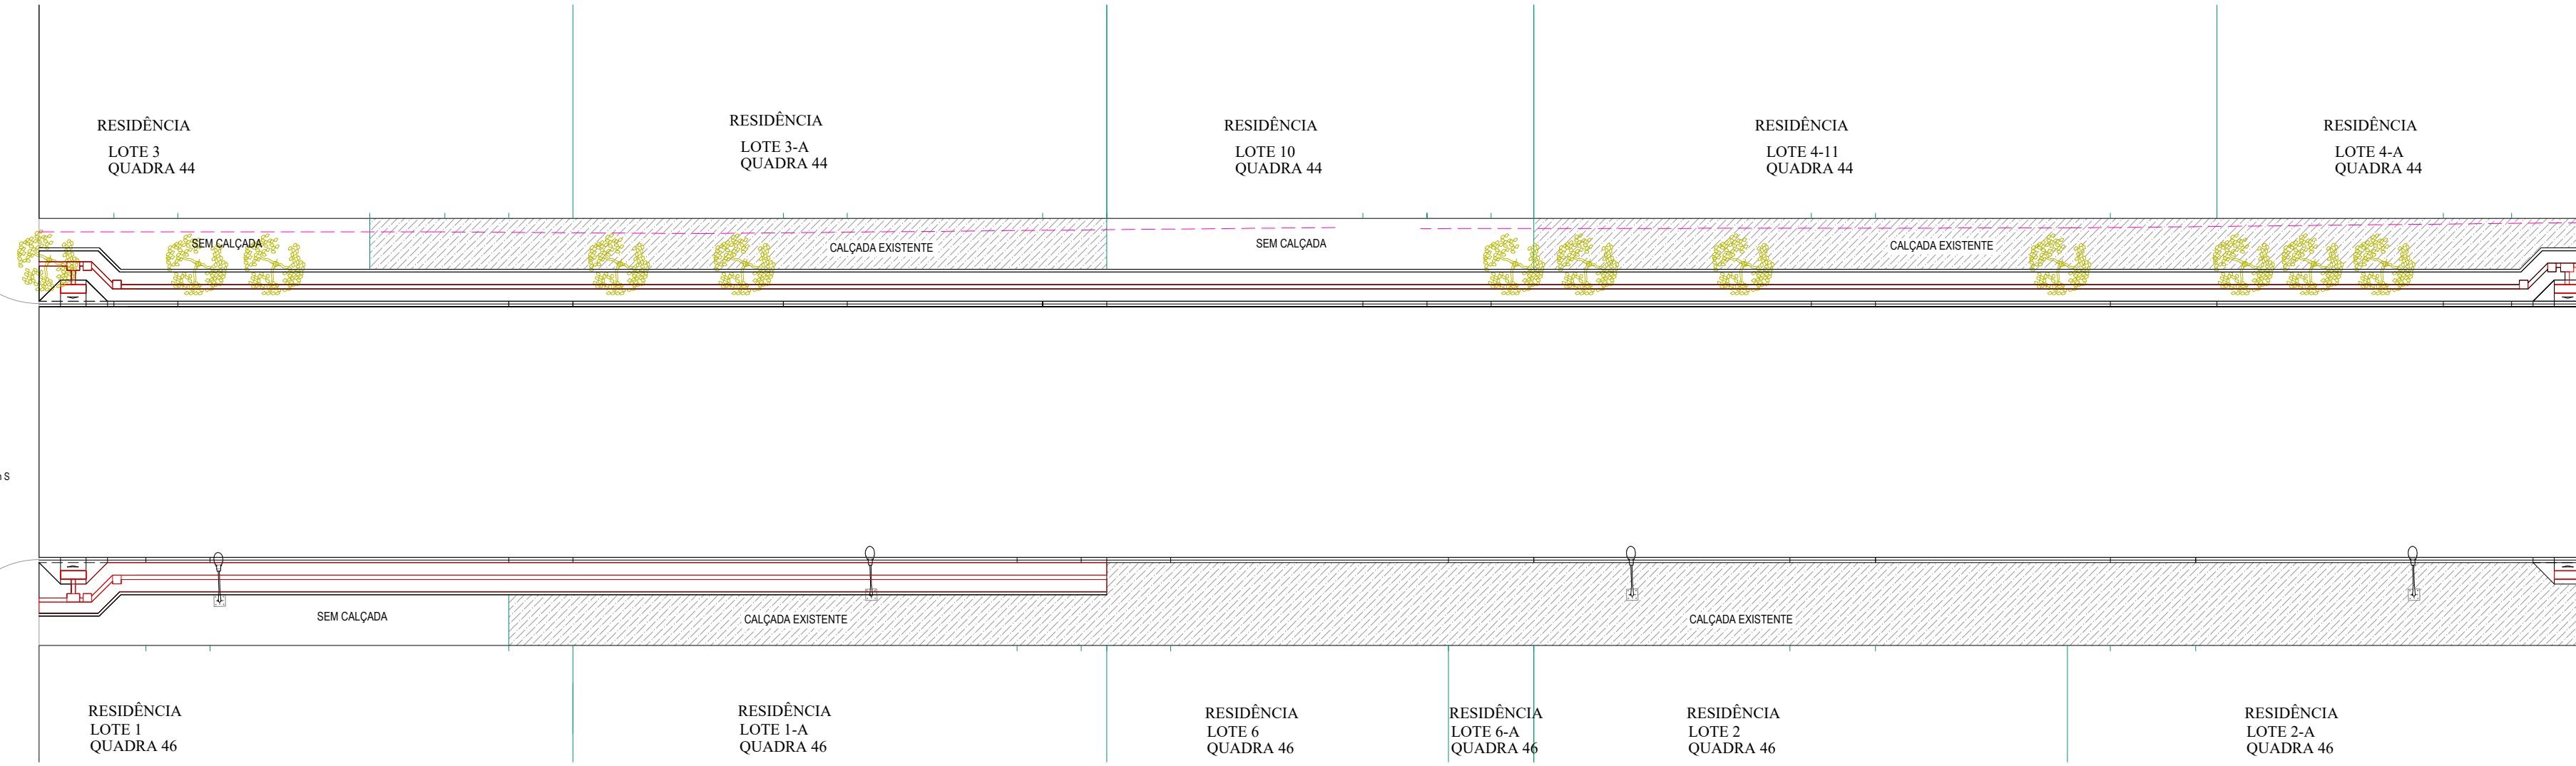 RESIDÊNCIA
LOTE 3
QUADRA 44
RESIDÊNCIA
LOTE 3-A
QUADRA 44
RESIDÊNCIA
LOTE 10
QUADRA 44
RESIDÊNCIA
LOTE 4-11
QUADRA 44
RESIDÊNCIA
LOTE 4-A
QUADRA 44
SEM CALÇADA
CALÇADA EXISTENTE
SEM CALÇADA
CALÇADA EXISTENTE
S
SEM CALÇADA
CALÇADA EXISTENTE
CALÇADA EXISTENTE
RESIDÊNCIA
LOTE 1
QUADRA 46
RESIDÊNCIA
LOTE 1-A
QUADRA 46
RESIDÊNCIA
LOTE 6
QUADRA 46
RESIDÊNCIA
LOTE 6-A
QUADRA 46
RESIDÊNCIA
LOTE 2
QUADRA 46
RESIDÊNCIA
LOTE 2-A
QUADRA 46